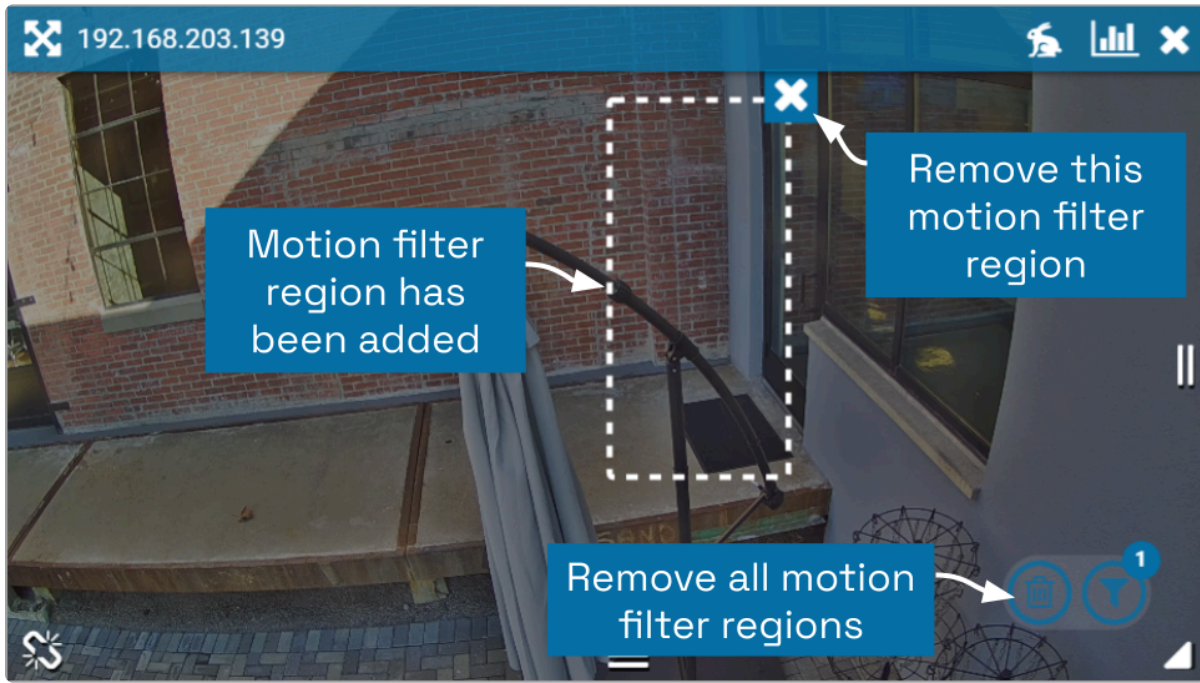 192.168.203.139
Remove this
motion filter
region
Motion filter
region has
been added
Remove all motion
filter regions
1